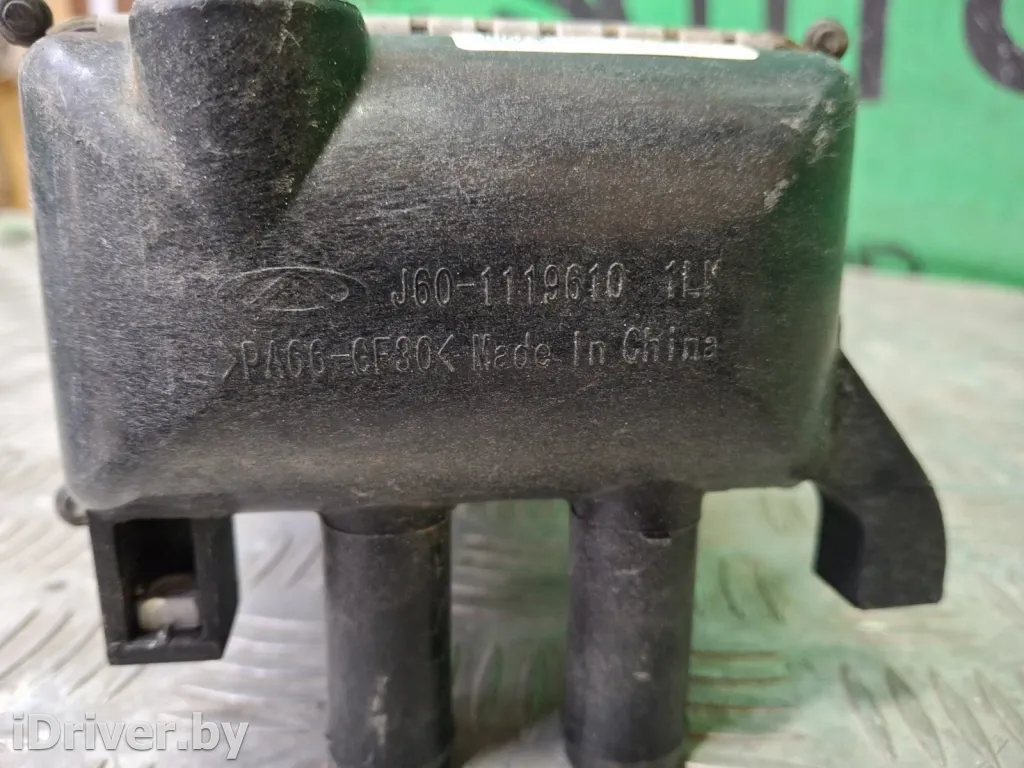 J60-1119610
>PA66-GF30< Made In China
iDriver.by